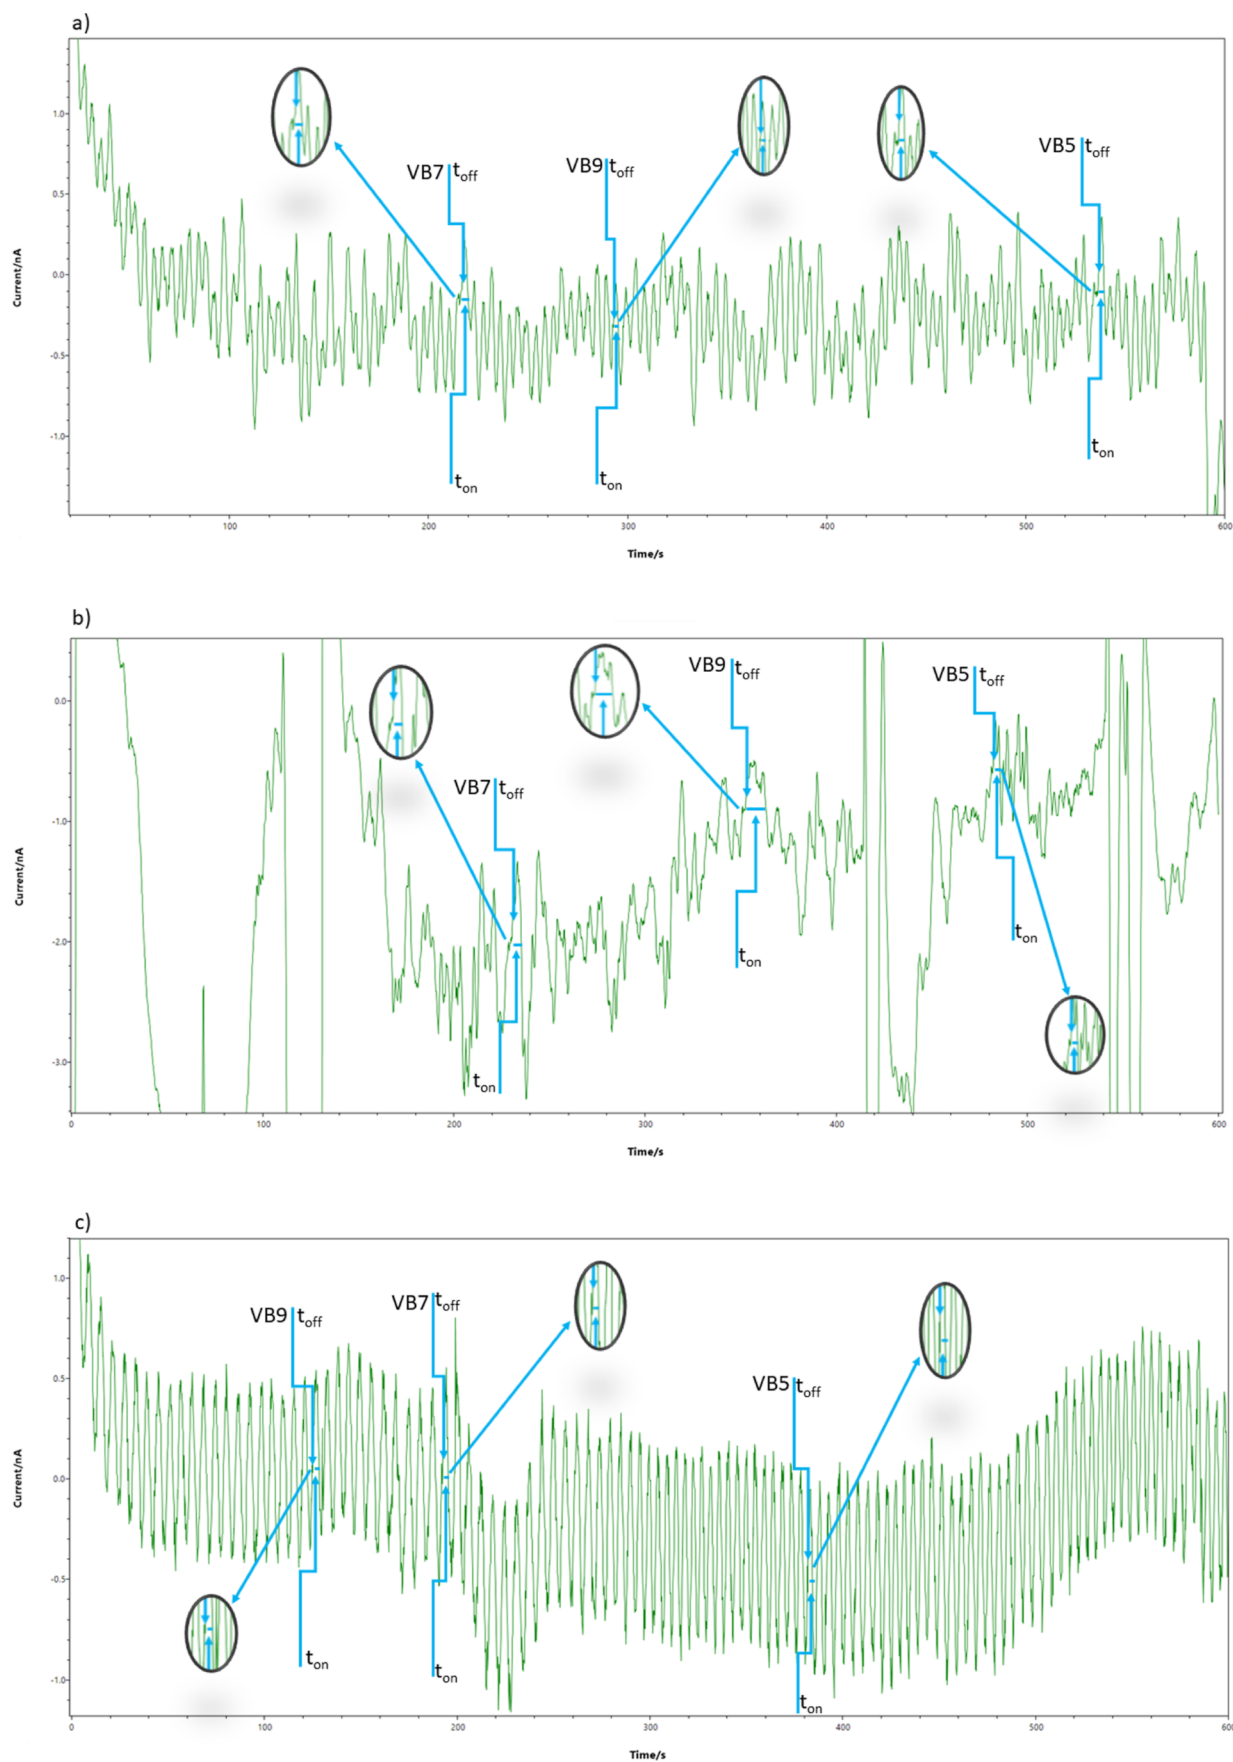 a)
1.0
0.5
0.0
-0.5
-1.0
Current/nA
VB7 toff
VB9 toff
VB5 toff
ton
ton
ton
100 200 300 400 500 600
Time/s
b)
0.0
-1.0
-2.0
-3.0
Current/nA
VB7 toff
VB9 toff
VB5 toff
ton
ton
ton
0 100 200 300 400 500 600
Time/s
c)
1.0
0.5
0.0
-0.5
-1.0
Current/nA
VB9 toff
VB7 toff
VB5 toff
ton
ton
ton
0 100 200 300 400 500 600
Time/s